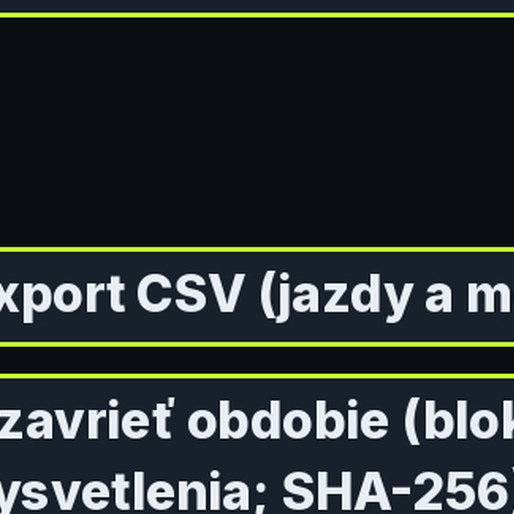 xport CSV (jazdy a m
zavrieť obdobie (blok
ysvetlenia; SHA-256)